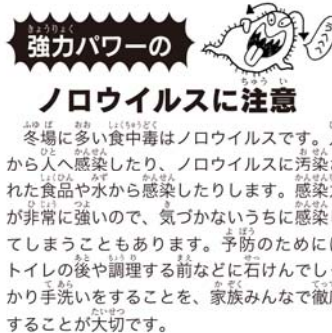 強力パワーの
ノロウイルスに注意
冬場に多い食中毒はノロウイルスです。
から人へ感染したり、ノロウイルスに汚染さ
れた食品や水から感染したりします。感染
が非常に強いので、気づかないうちに感染
てしまうこともあります。予防のために
トイレの後や調理する前などに石けんでし
かり手洗いをすることを、家族みんなで徹
することが大切です。